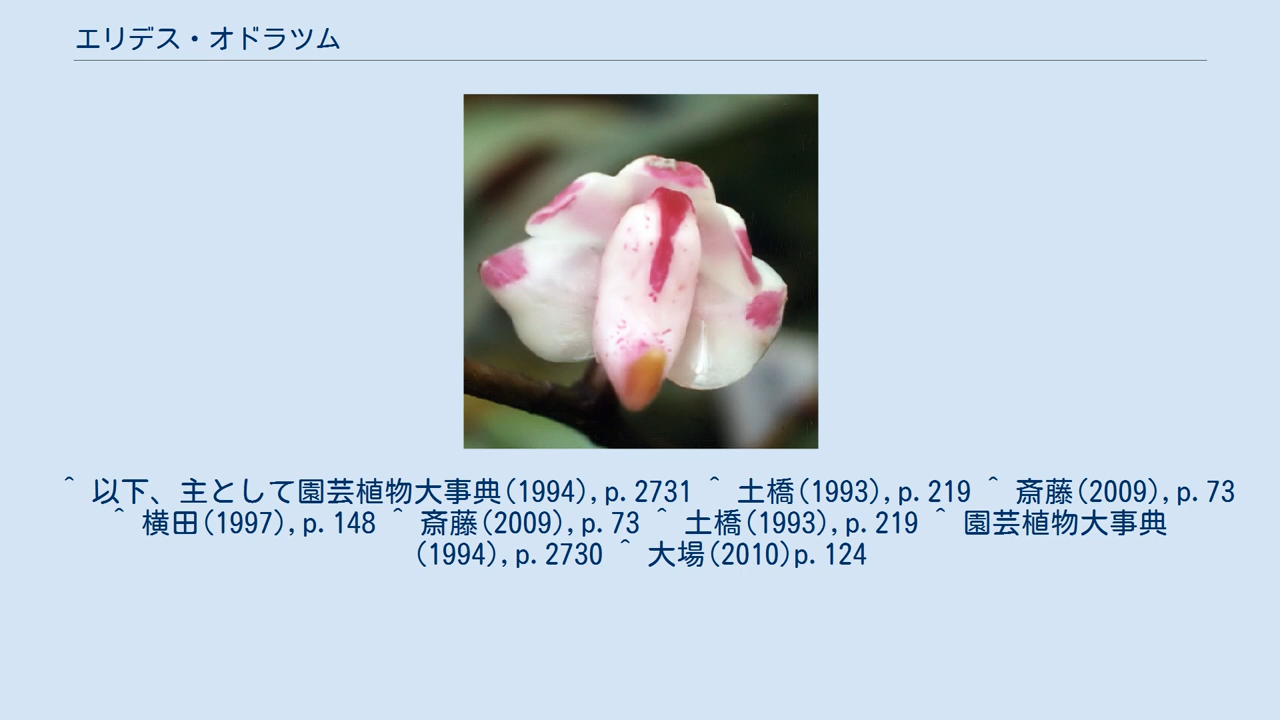 エリデス・オドラツム
^ 以下、主として園芸植物大事典(1994),p.2731 ^ 土橋(1993),p.219 ^ 斎藤(2009),p.73
^ 横田(1997),p.148 ^ 斎藤(2009),p.73 ^ 土橋(1993),p.219 ^ 園芸植物大事典
(1994),p.2730 ^ 大場(2010)p.124